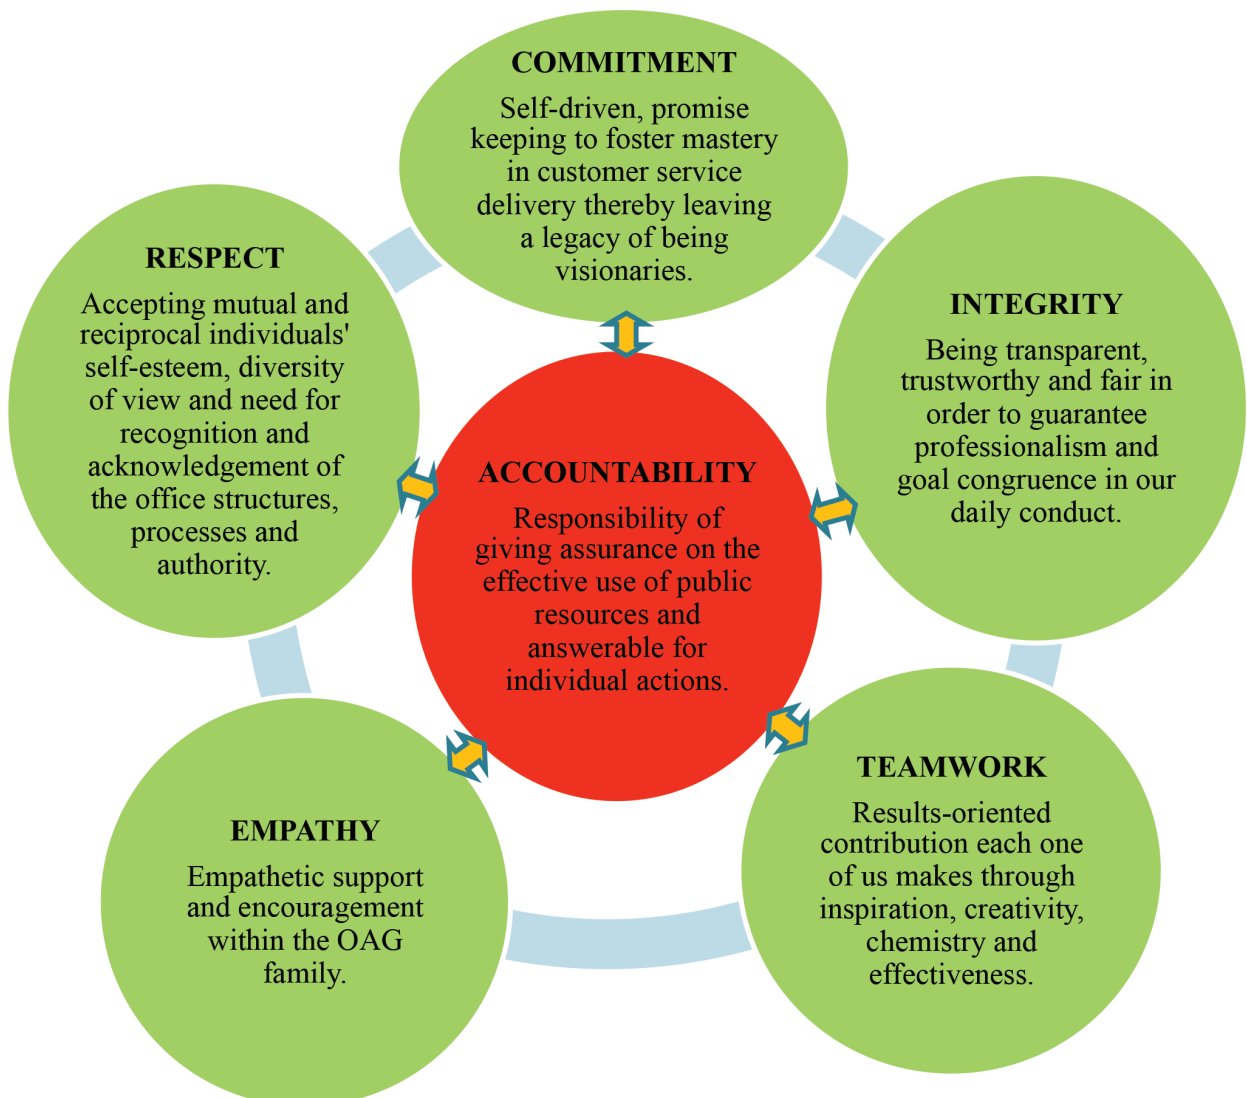 COMMITMENT
Self-driven, promise
keeping to foster mastery
in customer service
delivery thereby leaving
a legacy of being
visionaries.
RESPECT
Accepting mutual and
reciprocal individuals'
self-esteem, diversity
of view and need for
recognition and
acknowledgement of
the office structures,
processes and
authority.
INTEGRITY
Being transparent,
trustworthy and fair in
order to guarantee
professionalism and
goal congruence in our
daily conduct.
ACCOUNTABILITY
Responsibility of
giving assurance on the
effective use of public
resources and
answerable for
individual actions.
EMPATHY
Empathetic support
and encouragement
within the OAG
family.
TEAMWORK
Results-oriented
contribution each one
of us makes through
inspiration, creativity,
chemistry and
effectiveness.